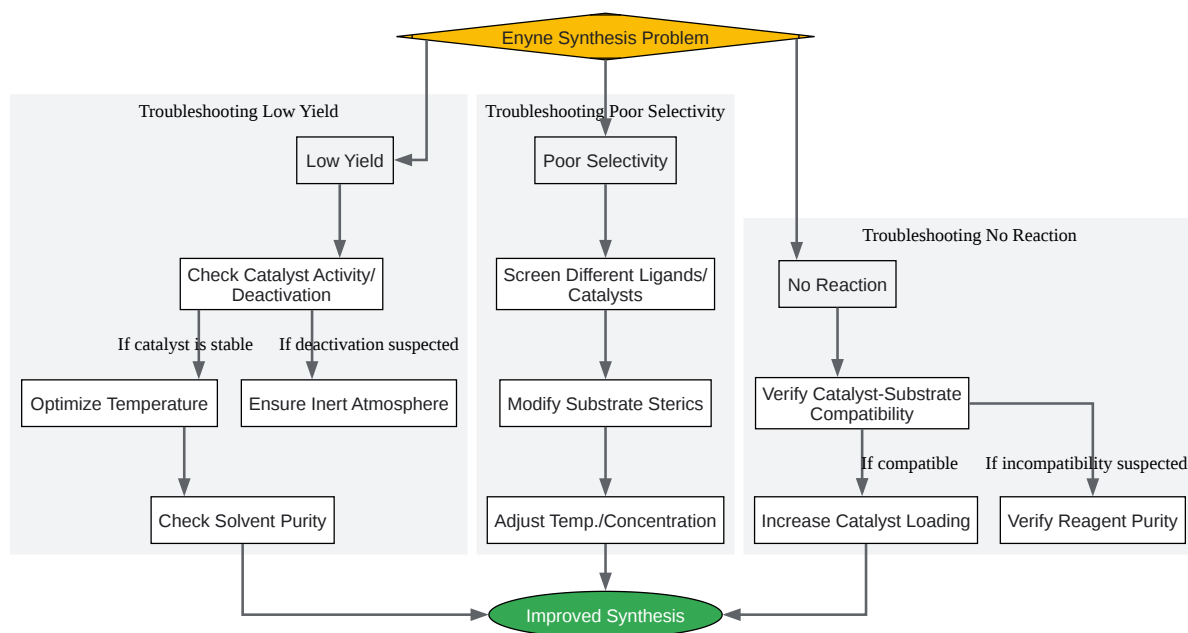 Enyne Synthesis Problem
Troubleshooting Low Yield
Low Yield
Check Catalyst Activity/
Deactivation
If catalyst is stable
If deactivation suspected
Optimize Temperature
Ensure Inert Atmosphere
Check Solvent Purity
Troubleshooting Poor Selectivity
Poor Selectivity
Screen Different Ligands/
Catalysts
Modify Substrate Sterics
Adjust Temp./Concentration
Troubleshooting No Reaction
No Reaction
Verify Catalyst-Substrate
Compatibility
If compatible
If incompatibility suspected
Increase Catalyst Loading
Verify Reagent Purity
Improved Synthesis